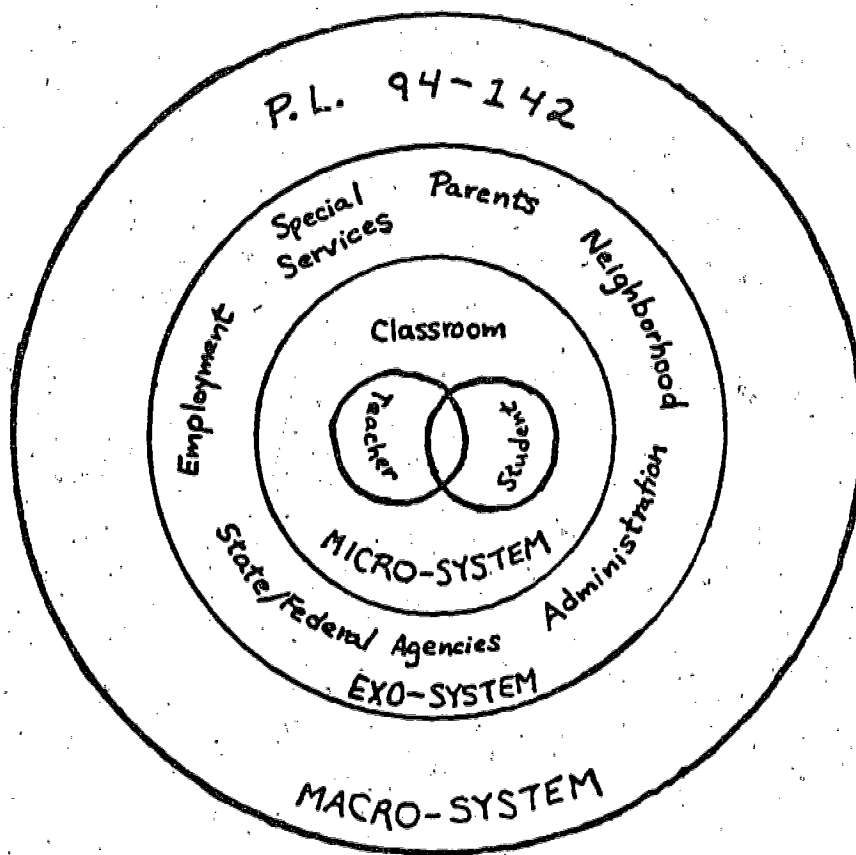 P.L. 94-142
Special
Services
Parents
Neighborhood
Employment
Classroom
Teacher
Student
MICRO-SYSTEM
State/Federal Agencies
Administration
EXO-SYSTEM
MACRO-SYSTEM